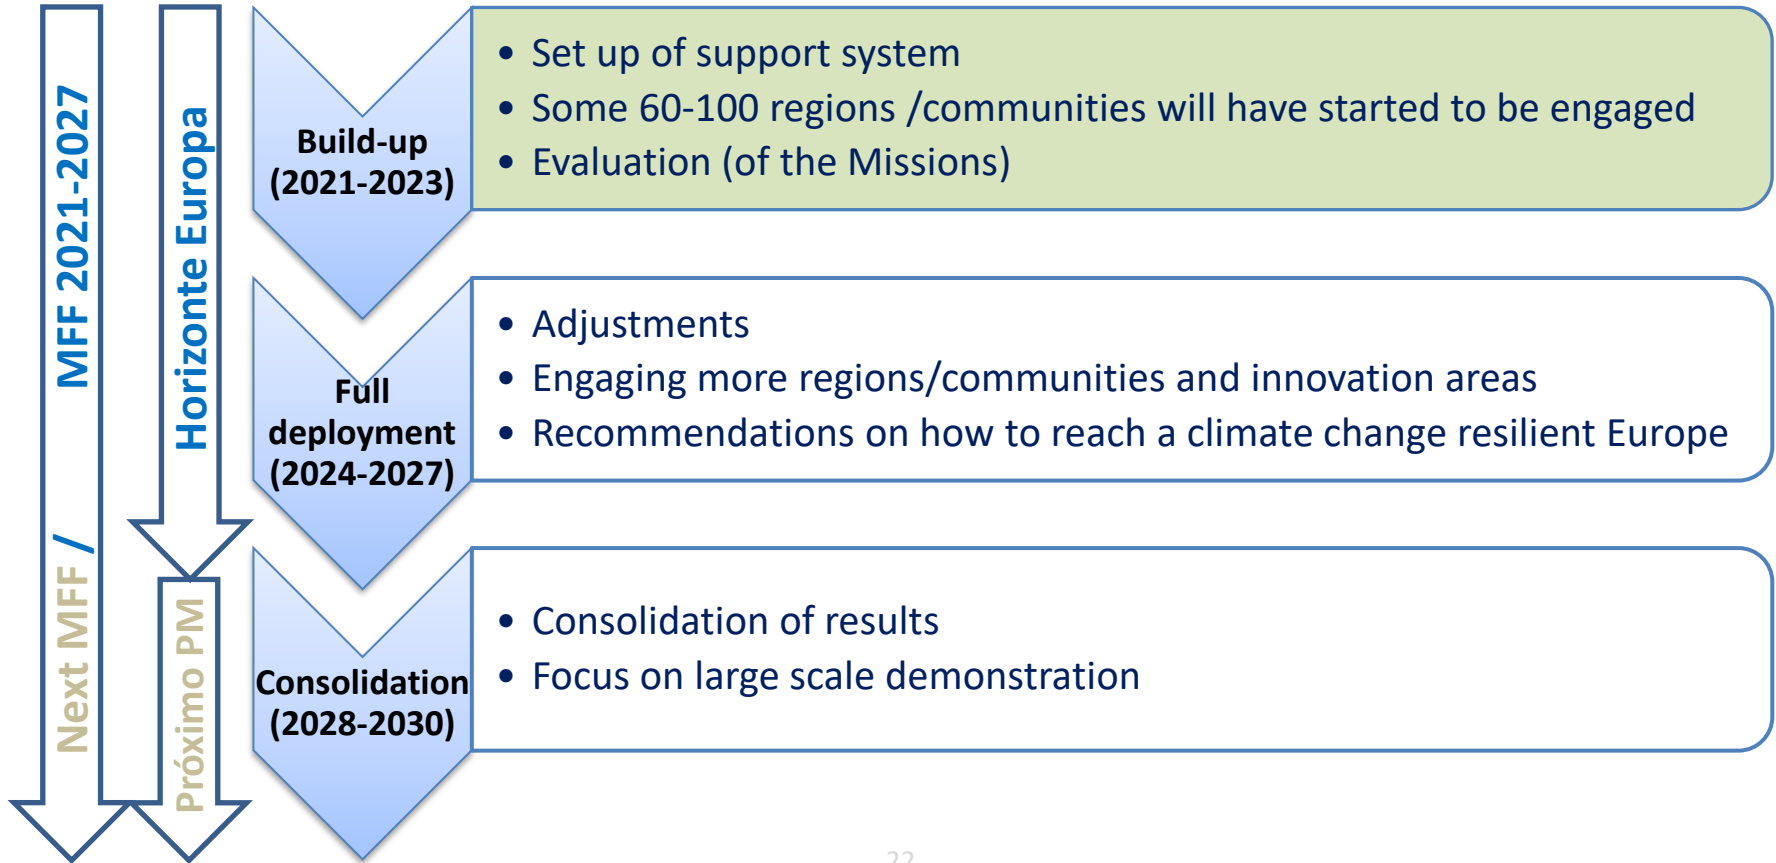 MFF 2021-2027
/
Next MFF
Horizonte Europa
Próximo PM
Build-up
(2021-2023)
• Set up of support system
• Some 60-100 regions /communities will have started to be engaged
• Evaluation (of the Missions)
Full
deployment
(2024-2027)
• Adjustments
• Engaging more regions/communities and innovation areas
• Recommendations on how to reach a climate change resilient Europe
Consolidation
(2028-2030)
• Consolidation of results
• Focus on large scale demonstration
22